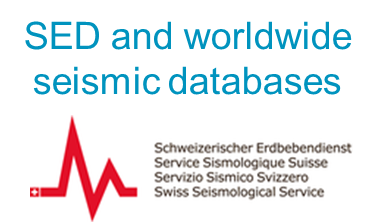 SED and worldwide
seismic databases
Schweizerischer Erdbebendienst
Service Sismologique Suisse
Servizio Sismico Svizzero
Swiss Seismological Service